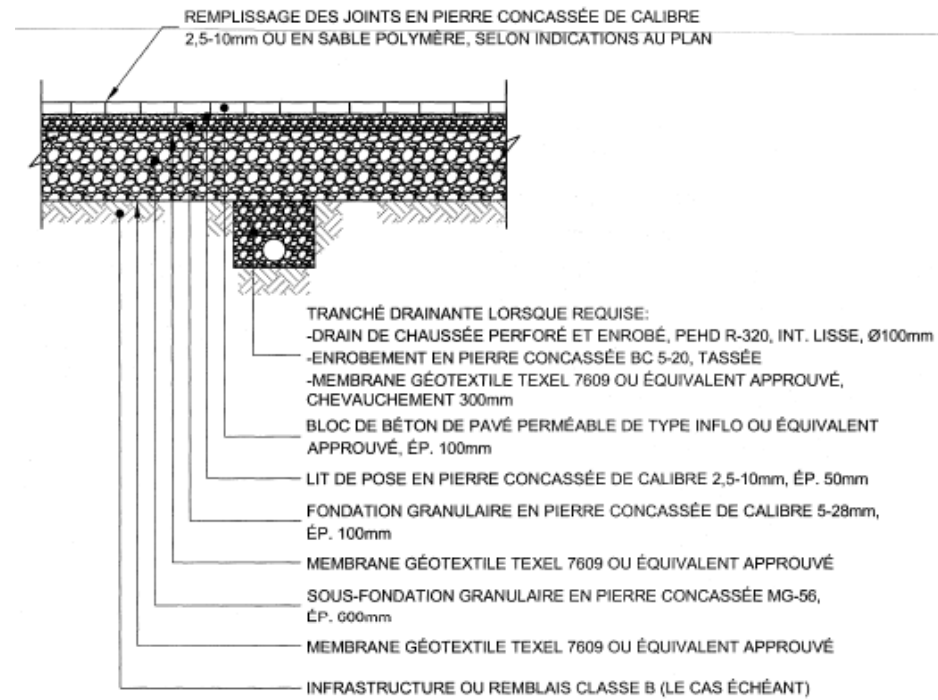 REMPLISSAGE DES JOINTS EN PIERRE CONCASSÉE DE CALIBRE
2,5-10mm OU EN SABLE POLYMÈRE, SELON INDICATIONS AU PLAN
TRANCHÉ DRAINANTE LORSQUE REQUISE:
-DRAIN DE CHAUSSÉE PERFORÉ ET ENROBÉ, PEHD R-320, INT. LISSE, Ø100mm
-ENROBEMENT EN PIERRE CONCASSÉE BC 5-20, TASSÉE
-MEMBRANE GÉOTEXTILE TEXEL 7609 OU ÉQUIVALENT APPROUVÉ,
CHEVAUCHEMENT 300mm
BLOC DE BÉTON DE PAVÉ PERMÉABLE DE TYPE INFLO OU ÉQUIVALENT
APPROUVÉ, ÉP. 100mm
LIT DE POSE EN PIERRE CONCASSÉE DE CALIBRE 2,5-10mm, ÉP. 50mm
FONDATION GRANULAIRE EN PIERRE CONCASSÉE DE CALIBRE 5-28mm,
ÉP. 100mm
MEMBRANE GÉOTEXTILE TEXEL 7609 OU ÉQUIVALENT APPROUVÉ
SOUS-FONDATION GRANULAIRE EN PIERRE CONCASSÉE MG-56,
ÉP. 600mm
MEMBRANE GÉOTEXTILE TEXEL 7609 OU ÉQUIVALENT APPROUVÉ
INFRASTRUCTURE OU REMBLAIS CLASSE B (LE CAS ÉCHÉANT)